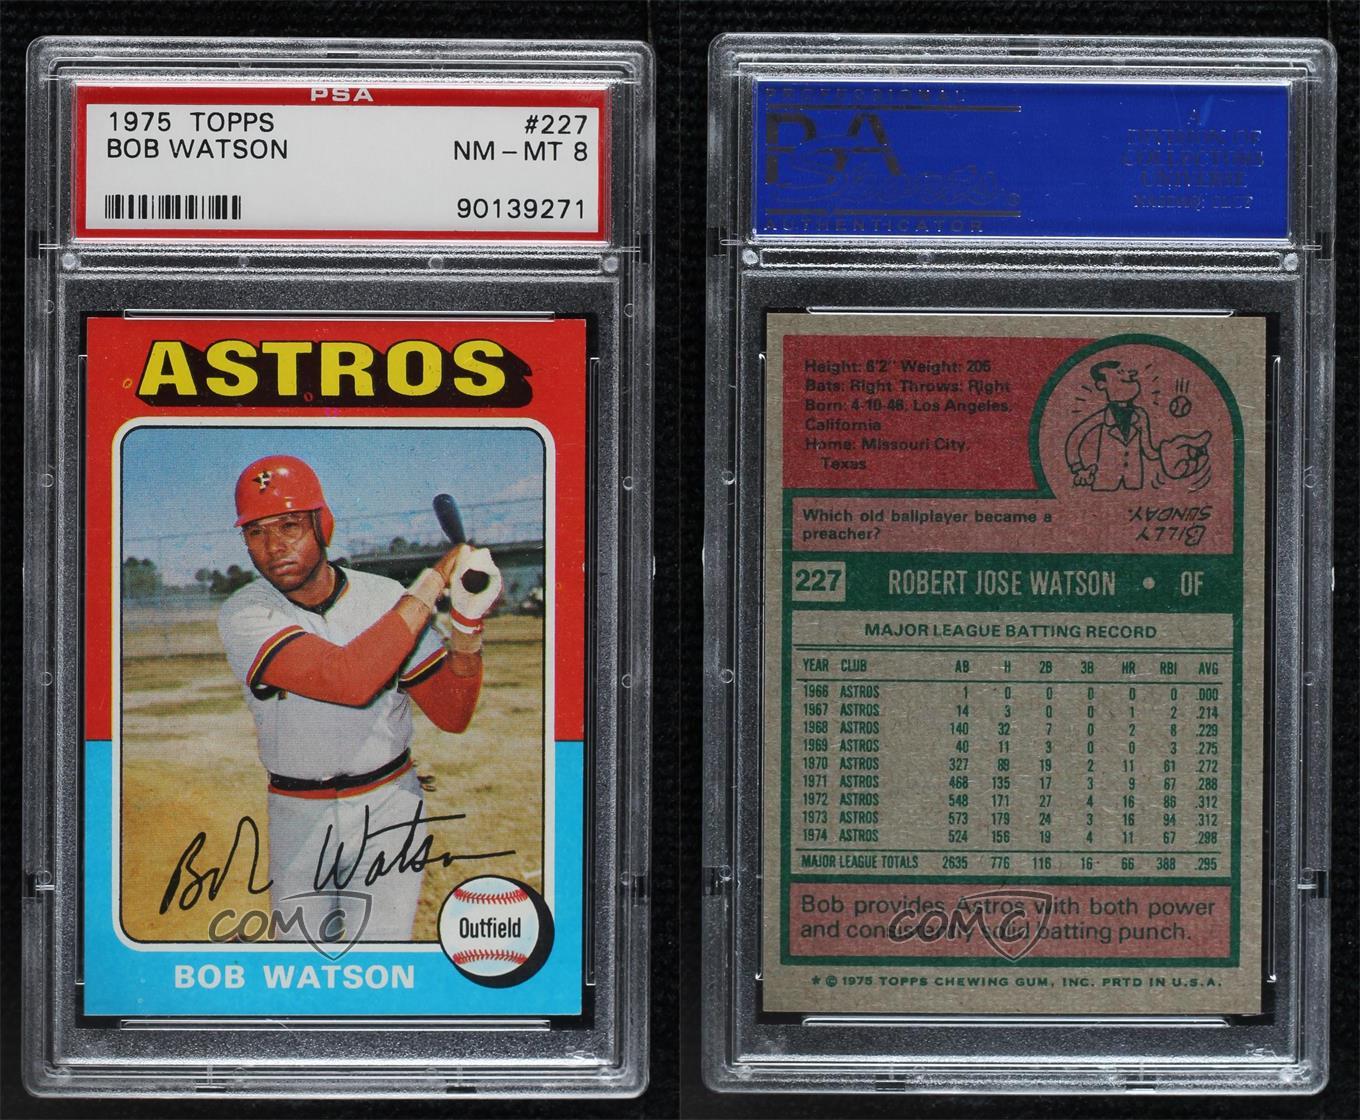 PSA
1975 TOPPS #227
BOB WATSON NM-MT 8
90139271
ASTROS
Bob Watson
Outfield
BOB WATSON
COMC
PROFESSIONAL
PSA
Sports
AUTHENTICATOR
A
DIVISION OF
COLLECTORS
UNIVERSE
NASDAQ: CLCT
Height: 6'2" Weight: 205
Bats: Right Throws: Right
Born: 4-10-46, Los Angeles,
California
Home: Missouri City,
Texas
Which old ballplayer became a
preacher?
BILLY
SUNDAY.
227 ROBERT JOSE WATSON • OF
MAJOR LEAGUE BATTING RECORD
YEAR CLUB AB H 2B 3B HR RBI AVG
1966 ASTROS 1 0 0 0 0 0 .000
1967 ASTROS 14 3 0 0 1 2 .214
1968 ASTROS 140 32 7 0 2 8 .229
1969 ASTROS 40 11 3 0 0 3 .275
1970 ASTROS 327 89 19 2 11 61 .272
1971 ASTROS 468 135 17 3 9 67 .288
1972 ASTROS 548 171 27 4 16 86 .312
1973 ASTROS 573 179 24 3 16 94 .312
1974 ASTROS 524 156 19 4 11 67 .298
MAJOR LEAGUE TOTALS 2635 776 116 16 66 388 .295
Bob provides Astros with both power
and consistently solid batting punch.
COMC
* © 1975 TOPPS CHEWING GUM, INC. PRTD IN U.S.A.